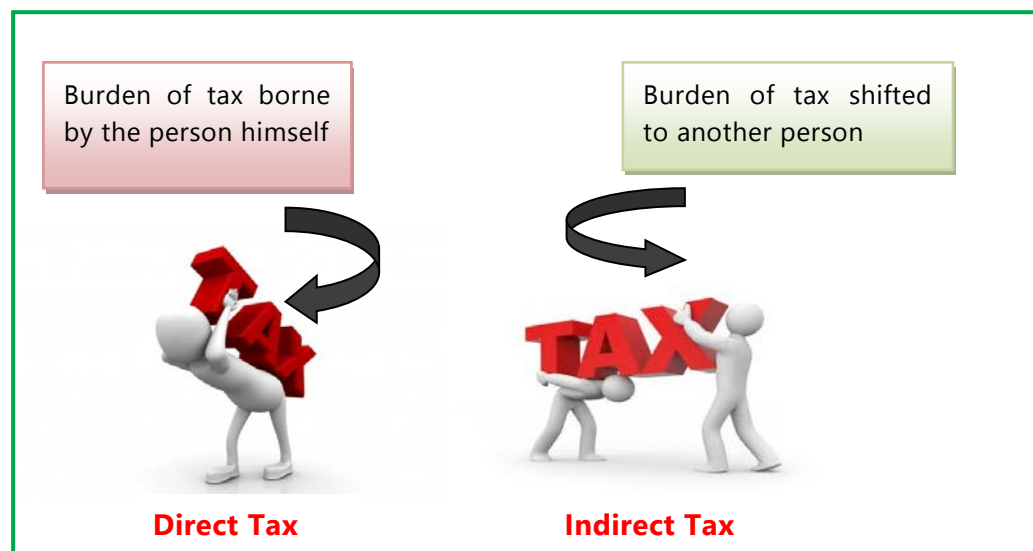 Burden of tax borne
by the person himself
Burden of tax shifted
to another person
TAX
TAX
Direct Tax
Indirect Tax